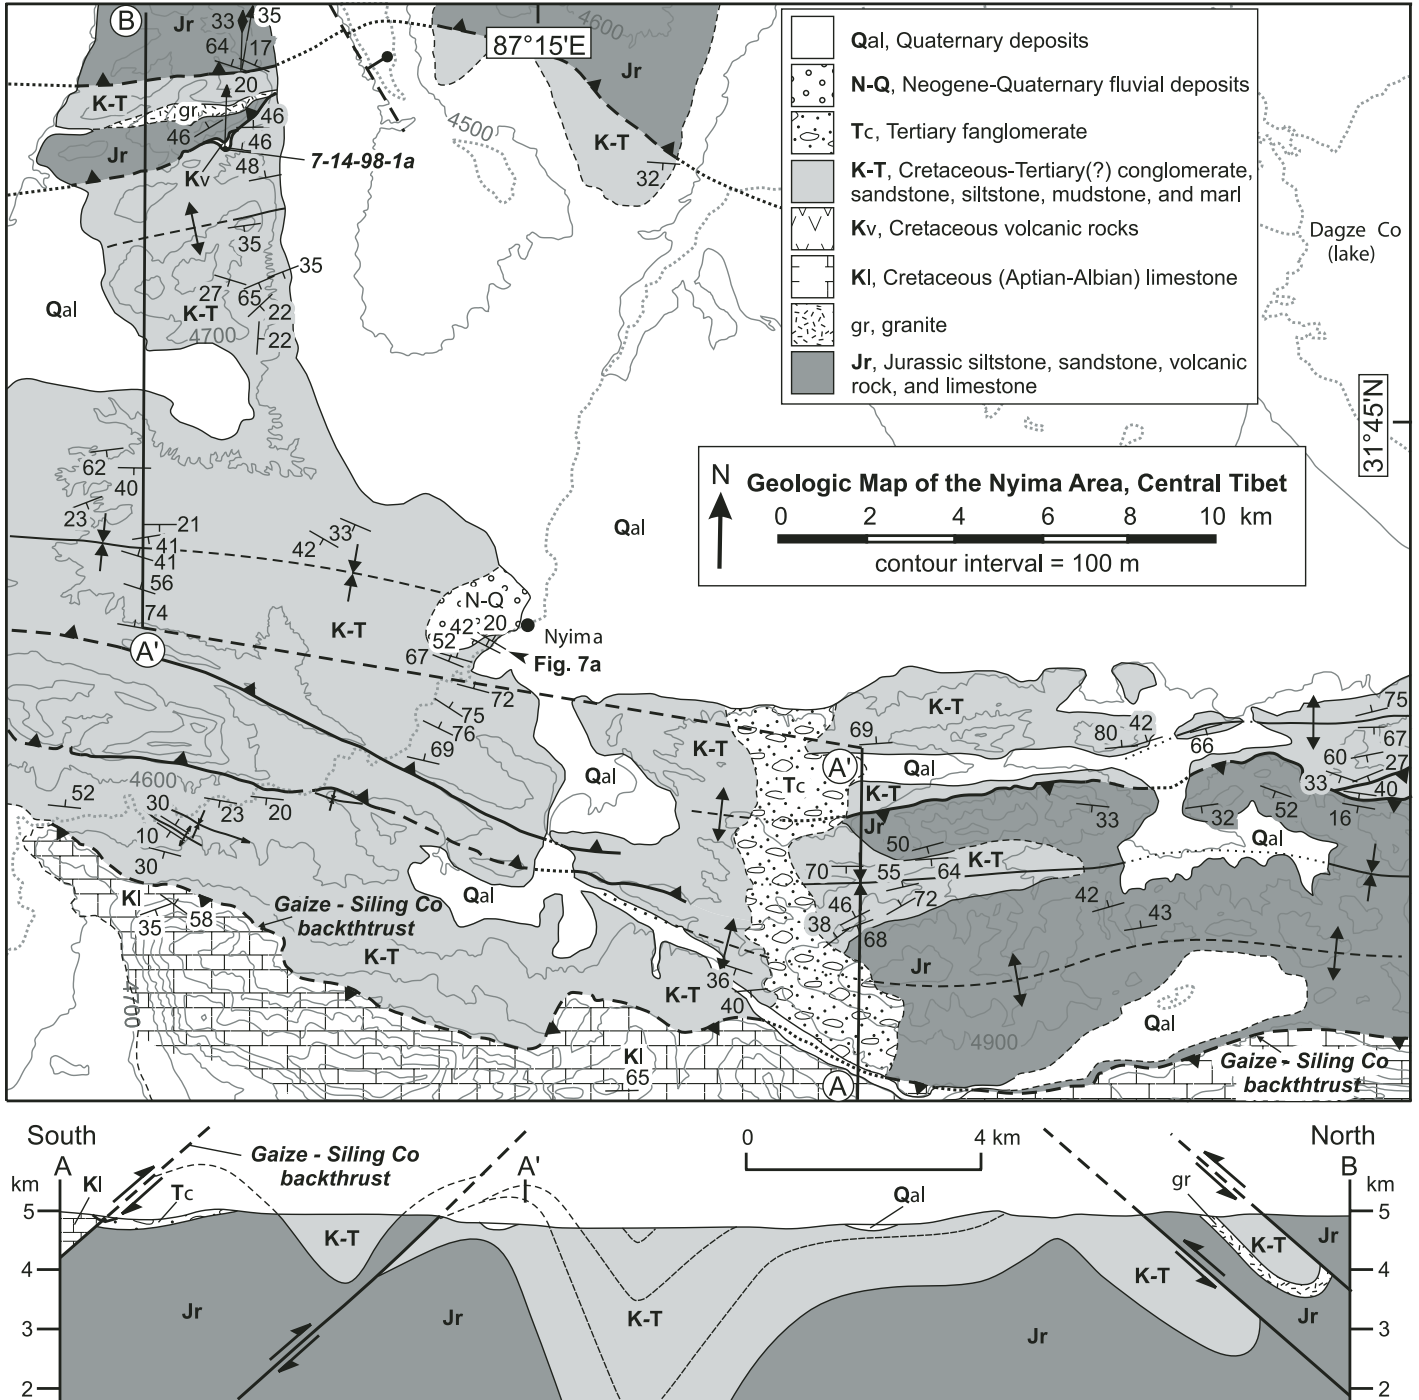 B
Jr
33
35
64
17
20
K-T
gr
46
46
46
Jr
7-14-98-1a
Kv
48
35
35
27
65
K-T
22
4700
22
Qal
87°15'E
4600
Jr
4500
K-T
32
Qal, Quaternary deposits
N-Q, Neogene-Quaternary fluvial deposits
Tc, Tertiary fanglomerate
K-T, Cretaceous-Tertiary(?) conglomerate,
sandstone, siltstone, mudstone, and marl
Kv, Cretaceous volcanic rocks
Kl, Cretaceous (Aptian-Albian) limestone
gr, granite
Jr, Jurassic siltstone, sandstone, volcanic
rock, and limestone
Dagze Co
(lake)
31°45'N
N
Geologic Map of the Nyima Area, Central Tibet
0 2 4 6 8 10 km
contour interval = 100 m
62
40
23
21
41
41
56
74
33
42
Qal
N-Q
42
20
52
Nyima
Fig. 7a
67
K-T
A'
72
75
76
69
K-T
Qal
Tc
69
A'
K-T
80
42
66
75
67
60
27
33
40
16
Qal
K-T
Jr
33
32
52
Qal
50
K-T
70
55
64
72
46
38
68
42
43
Jr
4600
52
30
23
20
10
30
Kl
35
58
Gaize - Siling Co
backthtrust
K-T
Qal
36
K-T
40
4700
Kl
65
A
4900
Qal
Gaize - Siling Co
backthtrust
South
A
km
Kl
Tc
Gaize - Siling Co
backthrust
A'
0 4 km
Qal
gr
North
B
km
5
4
3
2
K-T
Jr
Jr
K-T
Jr
K-T
K-T
Jr
Jr
5
4
3
2